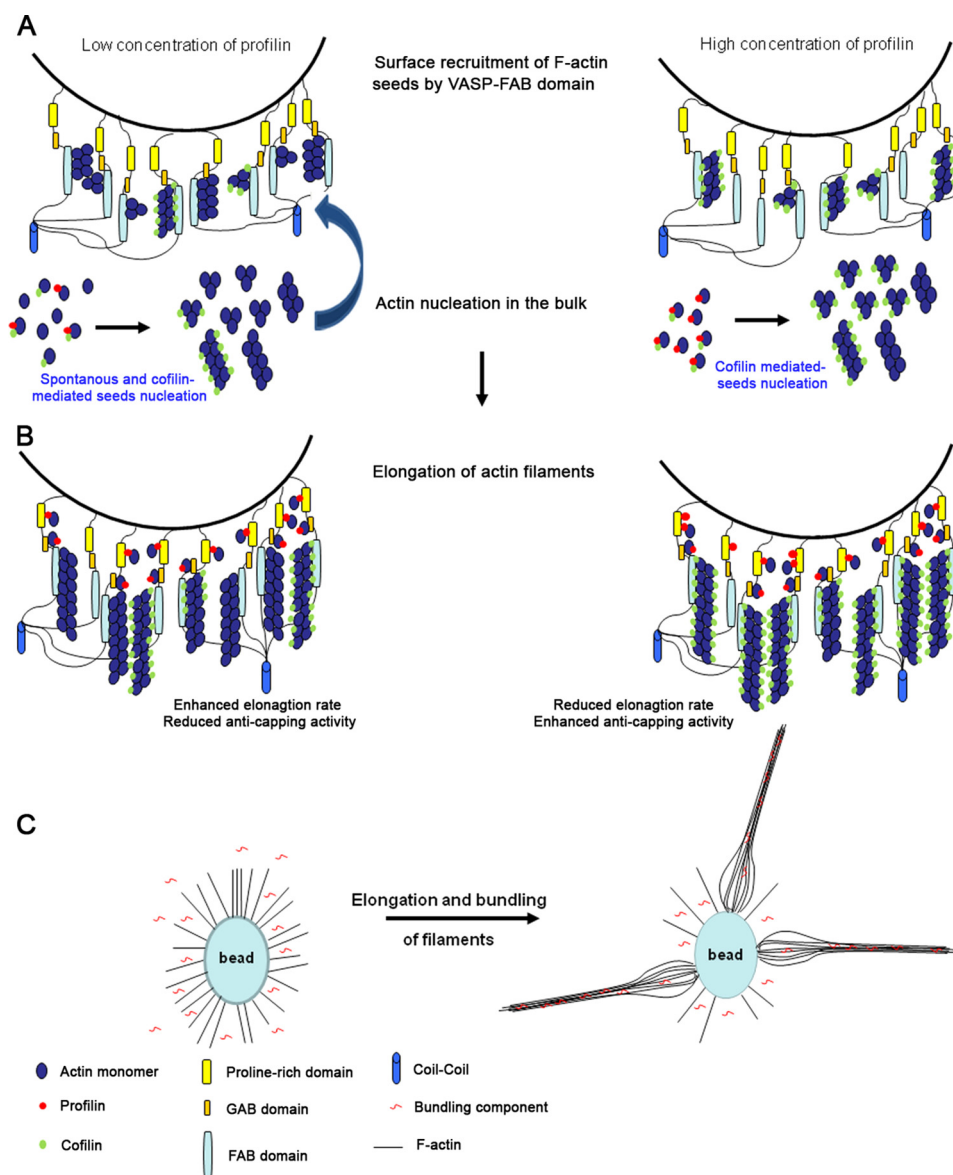 A
Low concentration of profilin
Surface recruitment of F-actin
seeds by VASP-FAB domain
High concentration of profilin
Actin nucleation in the bulk
Spontanous and cofilin-
mediated seeds nucleation
Cofilin mediated-
seeds nucleation
B
Elongation of actin filaments
Enhanced elonagtion rate
Reduced anti-capping activity
Reduced elongation rate
Enhanced anti-capping activity
C
bead
Elongation and bundling
of filaments
bead
Actin monomer
Proline-rich domain
Coil-Coil
Profilin
GAB domain
Bundling component
Cofilin
FAB domain
F-actin